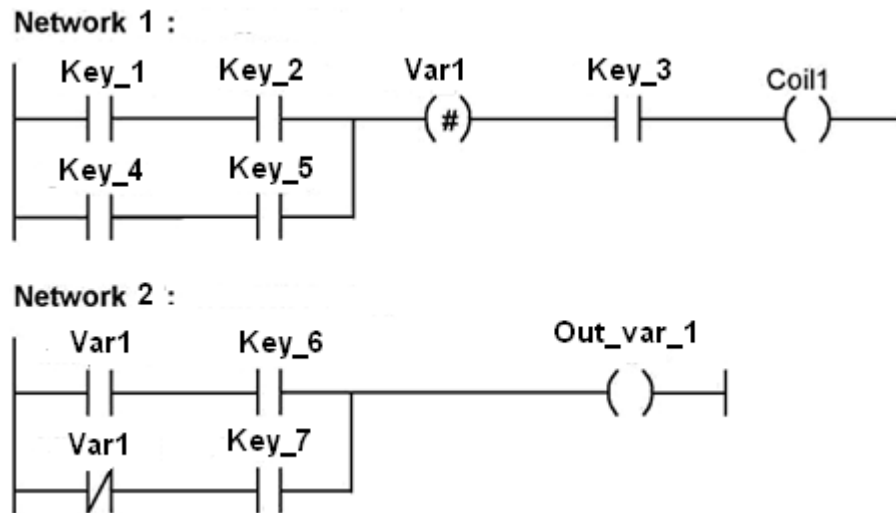 Network 1 :
Key_1 Key_2 Var1 Key_3 Coil1
#
Key_4 Key_5
Network 2 :
Var1 Key_6 Out_var_1
Var1 Key_7